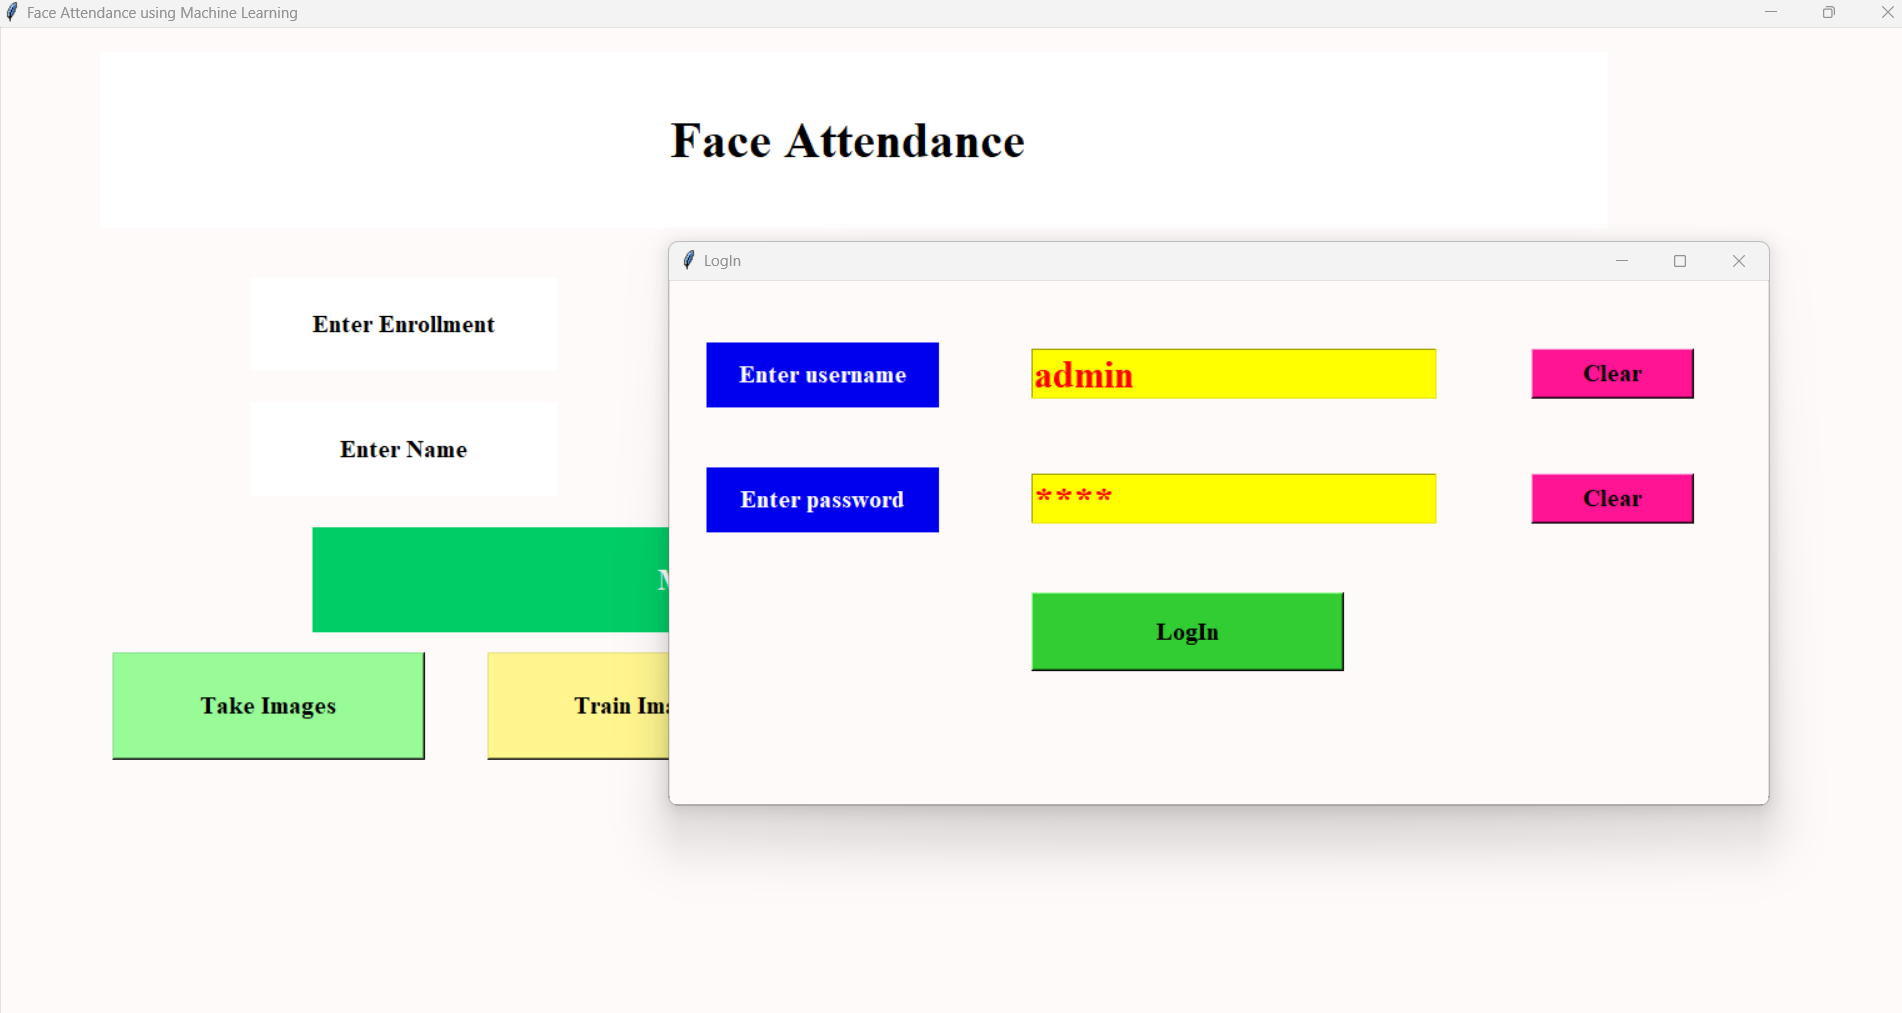 Face Attendance using Machine Learning
Face Attendance
Enter Enrollment
Enter Name
Take Images
Train
LogIn
Enter username
admin
Clear
Enter password
****
Clear
LogIn